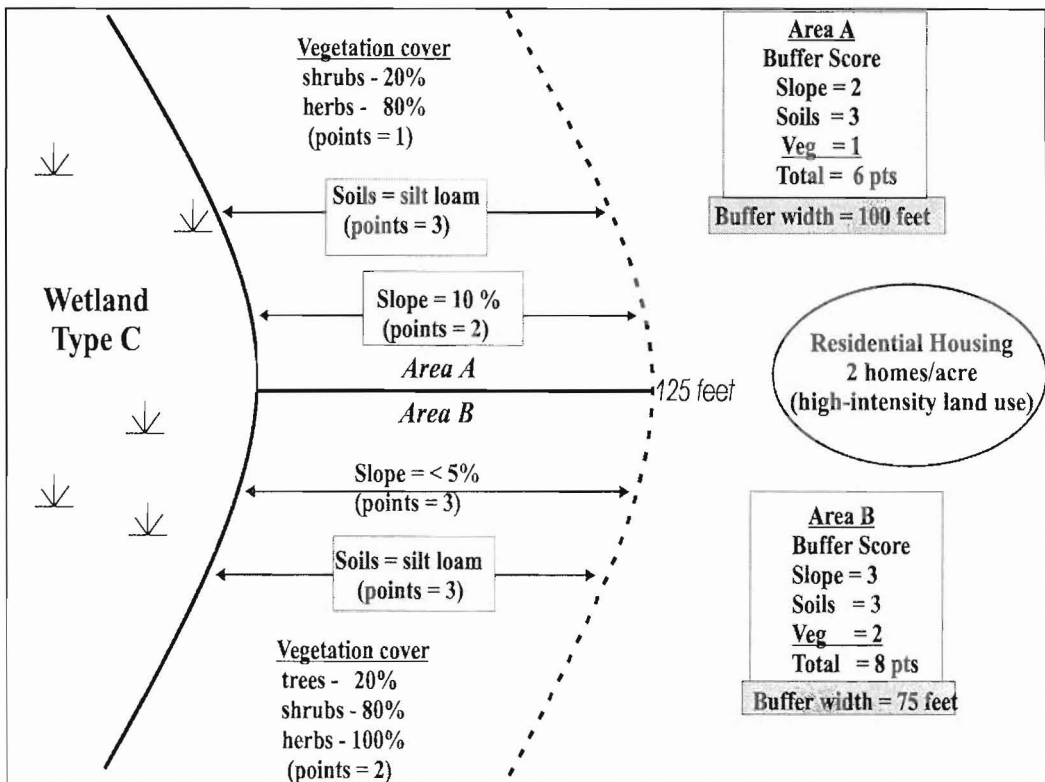 Vegetation cover
shrubs - 20%
herbs - 80%
(points = 1)
Soils = silt loam
(points = 3)
Slope = 10 %
(points = 2)
Area A
Area B
125 feet
Slope = < 5%
(points = 3)
Soils = silt loam
(points = 3)
Vegetation cover
trees - 20%
shrubs - 80%
herbs - 100%
(points = 2)
Wetland
Type C
Area A
Buffer Score
Slope = 2
Soils = 3
Veg = 1
Total = 6 pts
Buffer width = 100 feet
Residential Housing
2 homes/acre
(high-intensity land use)
Area B
Buffer Score
Slope = 3
Soils = 3
Veg = 2
Total = 8 pts
Buffer width = 75 feet